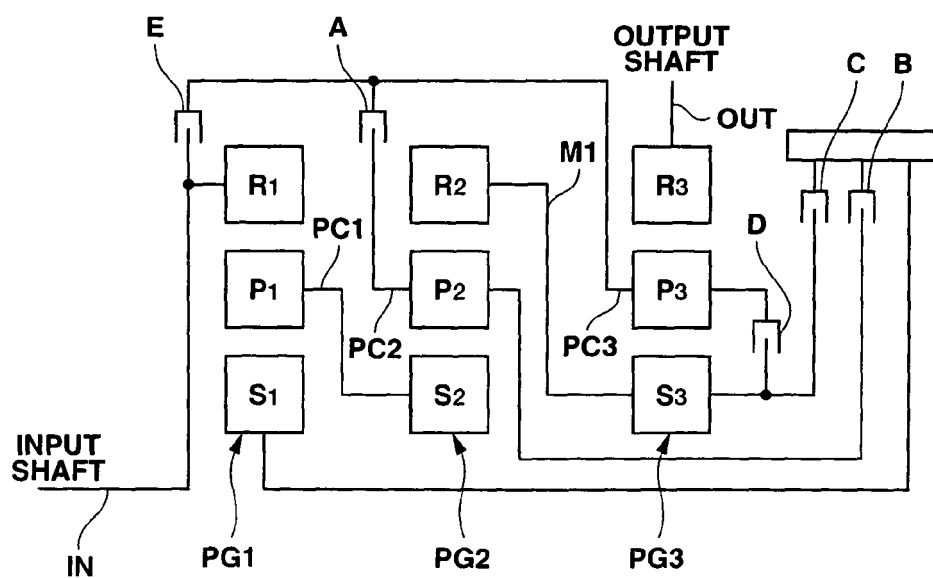 E
A
OUTPUT
SHAFT
C
B
OUT
M1
R1
R2
R3
PC1
D
P1
P2
P3
PC2
PC3
S1
S2
S3
INPUT
SHAFT
IN
PG1
PG2
PG3